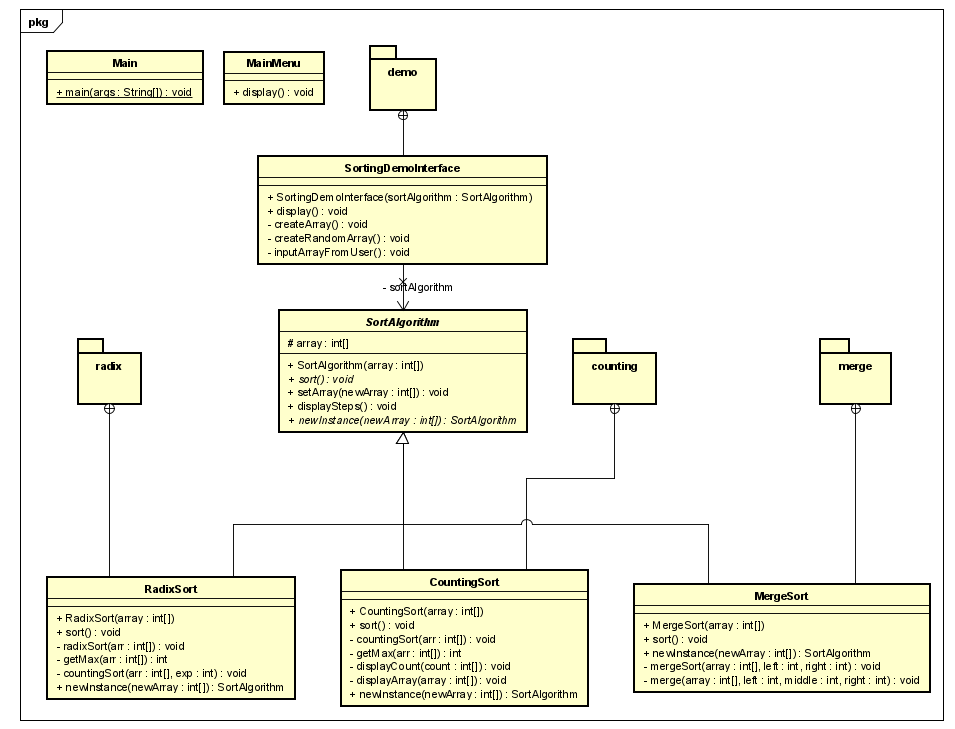 pkg
Main
+ main(args : String[]) : void
MainMenu
+ display() : void
demo
SortingDemoInterface
+ SortingDemoInterface(sortAlgorithm : SortAlgorithm)
+ display() : void
- createArray() : void
- createRandomArray() : void
- inputArrayFromUser() : void
- sortAlgorithm
SortAlgorithm
# array : int[]
+ SortAlgorithm(array : int[])
+ sort() : void
+ setArray(newArray : int[]) : void
+ displaySteps() : void
+ newInstance(newArray : int[]) : SortAlgorithm
radix
counting
merge
RadixSort
+ RadixSort(array : int[])
+ sort() : void
- radixSort(arr : int[]) : void
- getMax(arr : int[]) : int
- countingSort(arr : int[], exp : int) : void
+ newInstance(newArray : int[]) : SortAlgorithm
CountingSort
+ CountingSort(array : int[])
+ sort() : void
- countingSort(arr : int[]) : void
- getMax(arr : int[]) : int
- displayCount(count : int[]) : void
- displayArray(array : int[]) : void
+ newInstance(newArray : int[]) : SortAlgorithm
MergeSort
+ MergeSort(array : int[])
+ sort() : void
+ newInstance(newArray : int[]) : SortAlgorithm
- mergeSort(array : int[], left : int, right : int) : void
- merge(array : int[], left : int, middle : int, right : int) : void